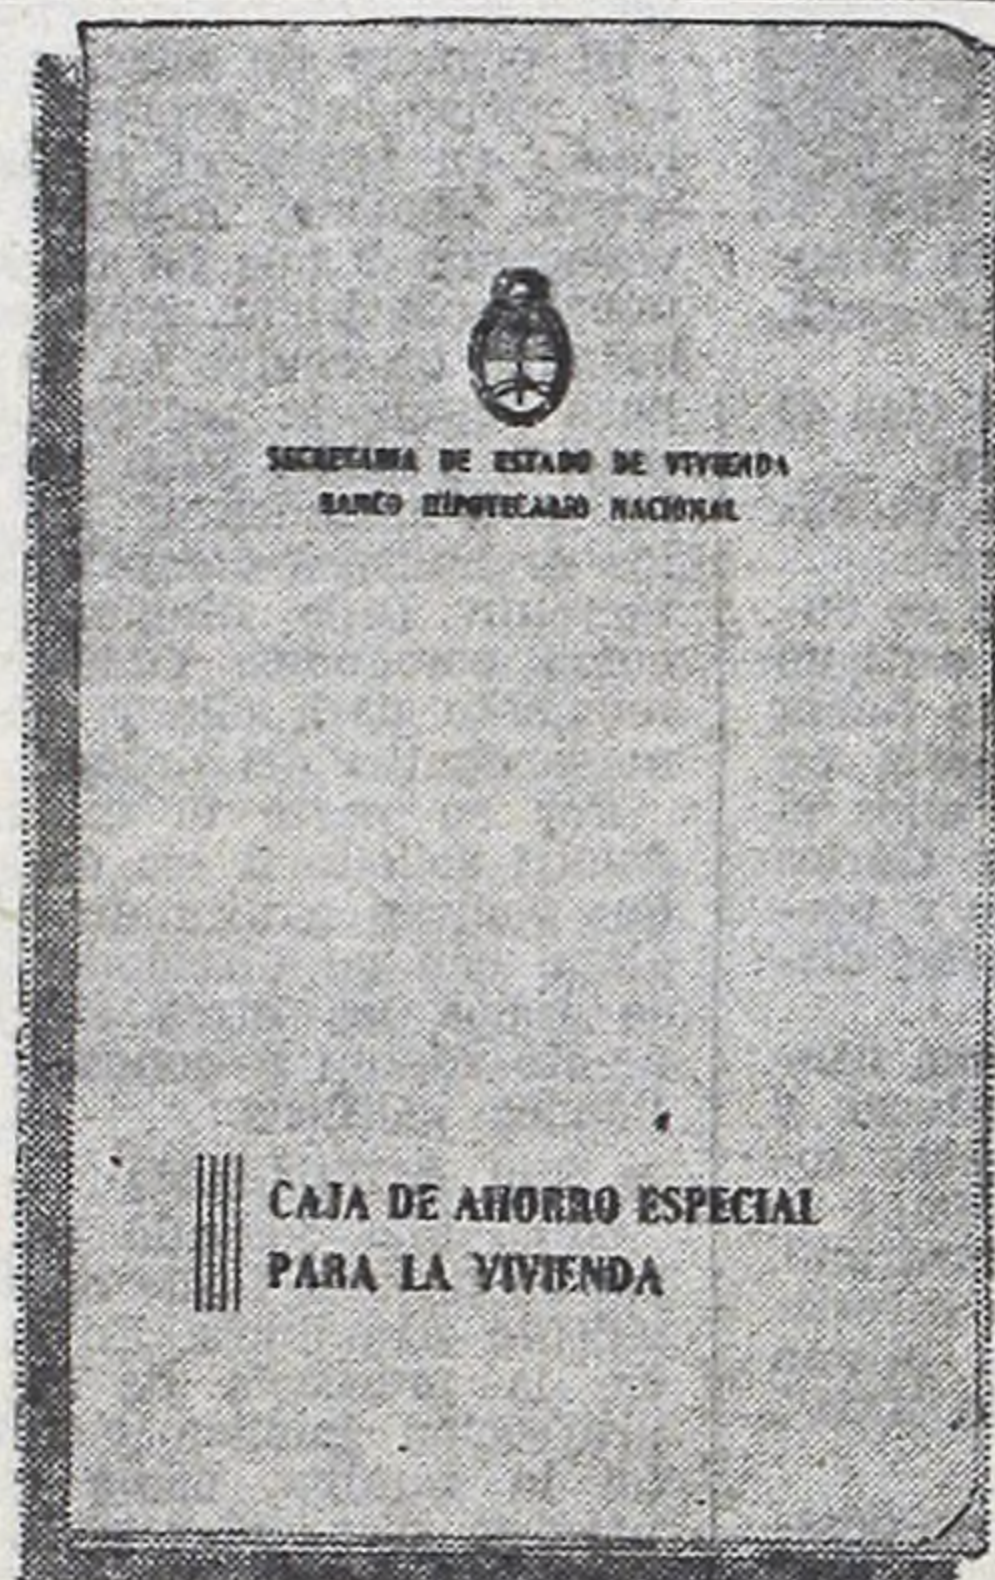 SECRETARIA DE ESTADO DE VIVIENDA
BANCO HIPOTECARIO NACIONAL
CAJA DE AHORRO ESPECIAL
PARA LA VIVIENDA